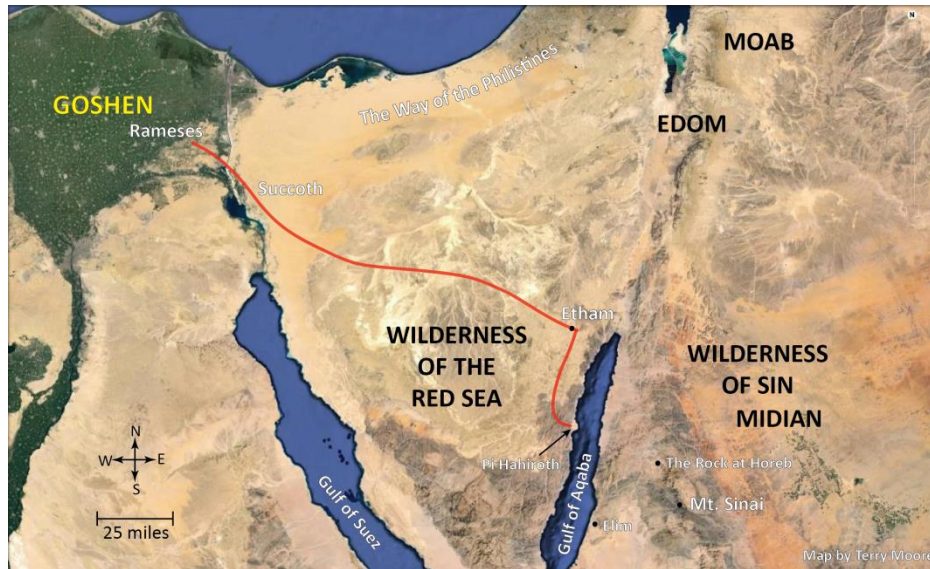 N
MOAB
The Way of the Philistines
GOSHEN
Rameses
EDOM
Succoth
Etham
WILDERNESS
OF THE
RED SEA
WILDERNESS
OF SIN
MIDIAN
N
W E
S
Pi Hahiroth
The Rock at Horeb
Gulf of Suez
Gulf of Aqaba
Mt. Sinai
25 miles
Elim
Map by Terry Moore